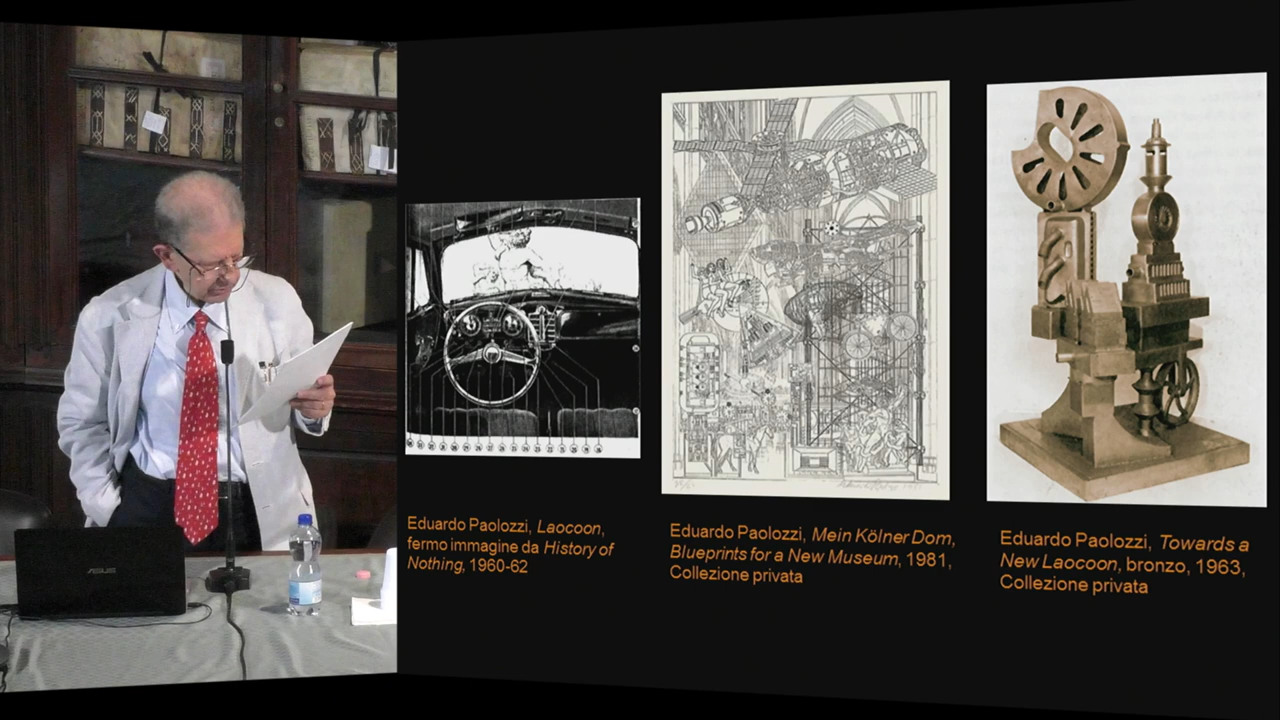 ASUS
Eduardo Paolozzi, Laocoon,
fermo immagine da History of
Nothing, 1960-62
Eduardo Paolozzi, Mein Kölner Dom,
Blueprints for a New Museum, 1981,
Collezione privata
Eduardo Paolozzi, Towards a
New Laocoon, bronzo, 1963,
Collezione privata